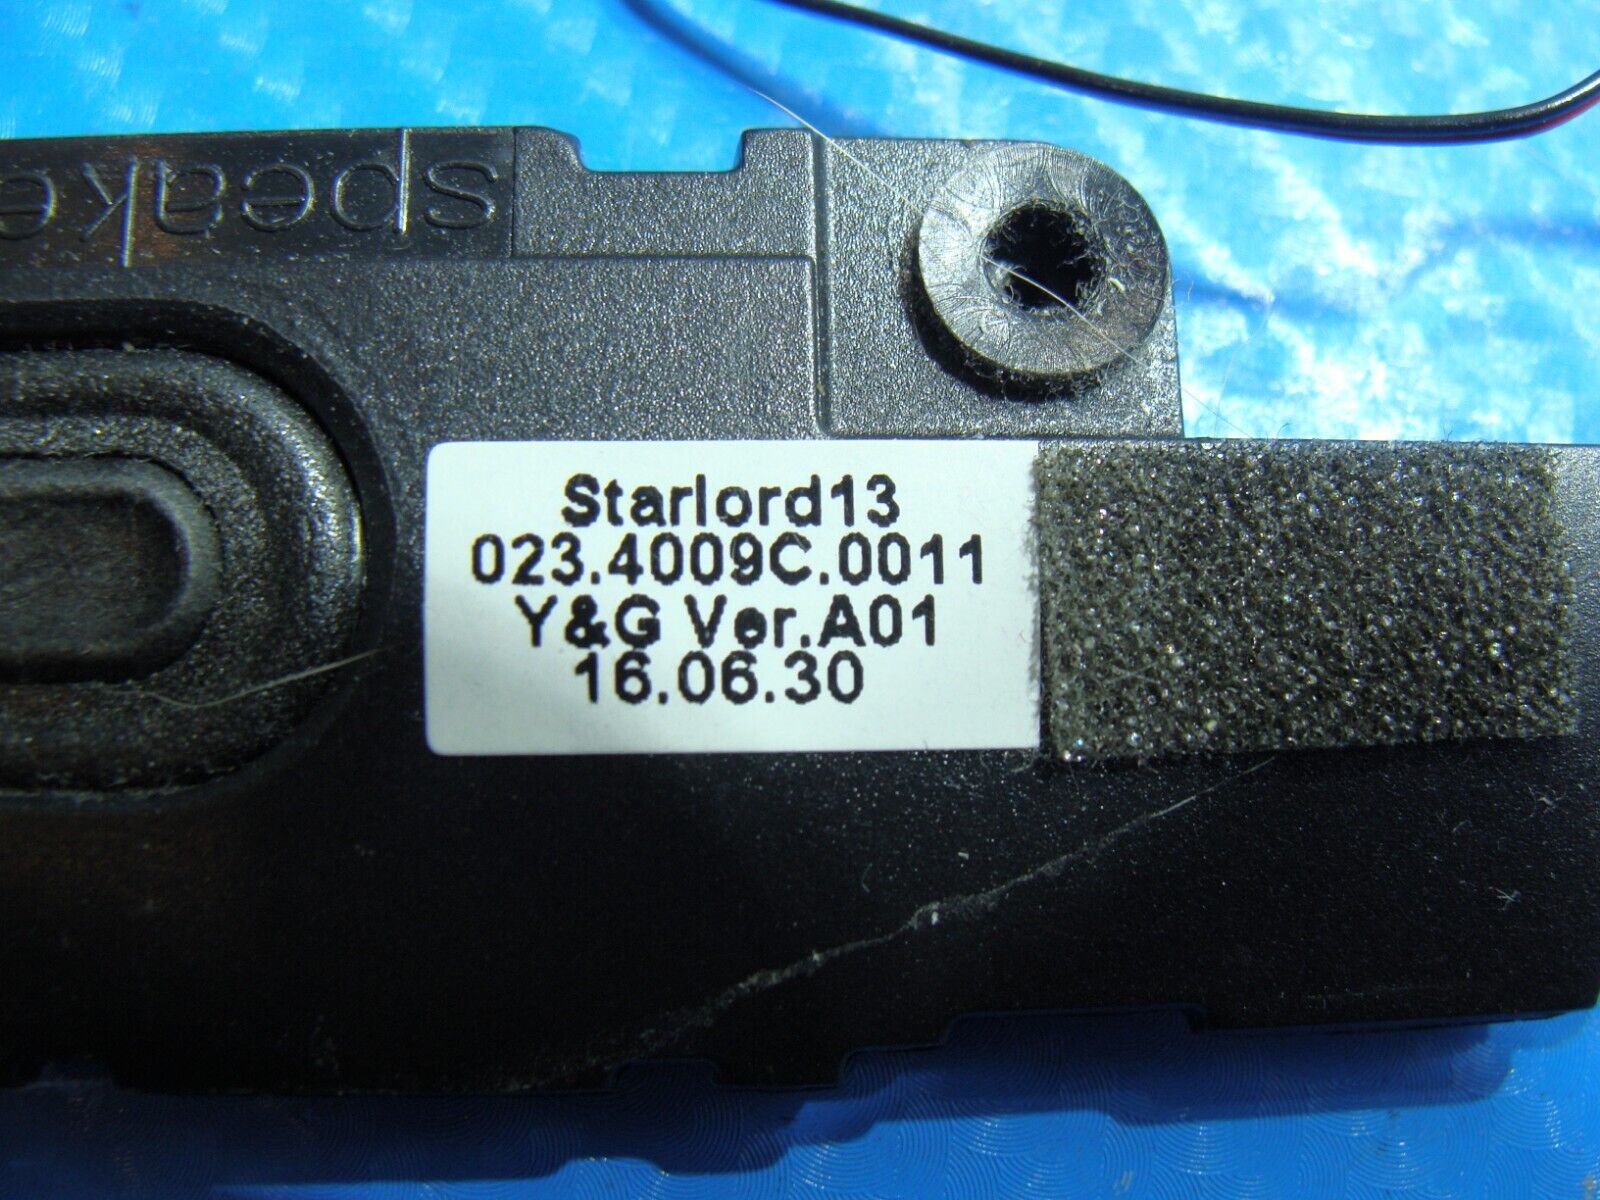 speake
Starlord13
023.4009C.0011
Y&G Ver.A01
16.06.30